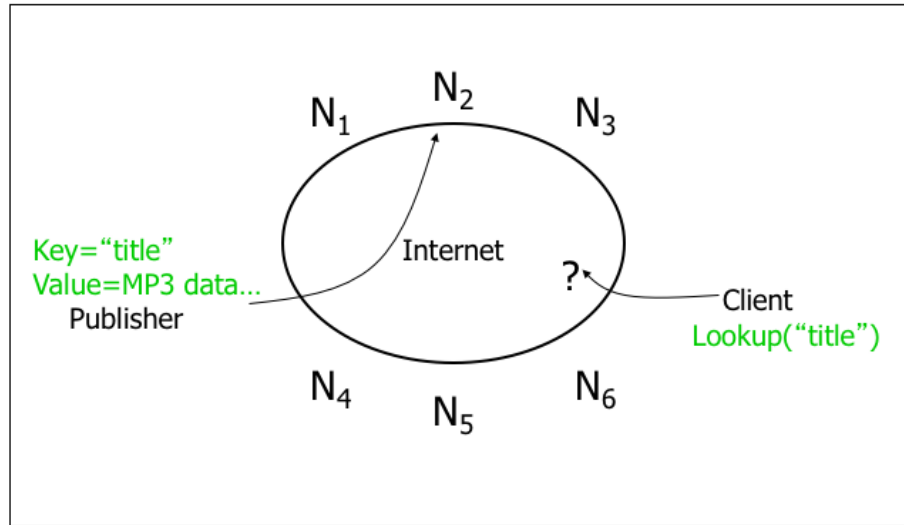 N₁
N₂
N₃
Key=“title”
Value=MP3 data…
Publisher
Internet
?
Client
Lookup(“title”)
N₄
N₅
N₆